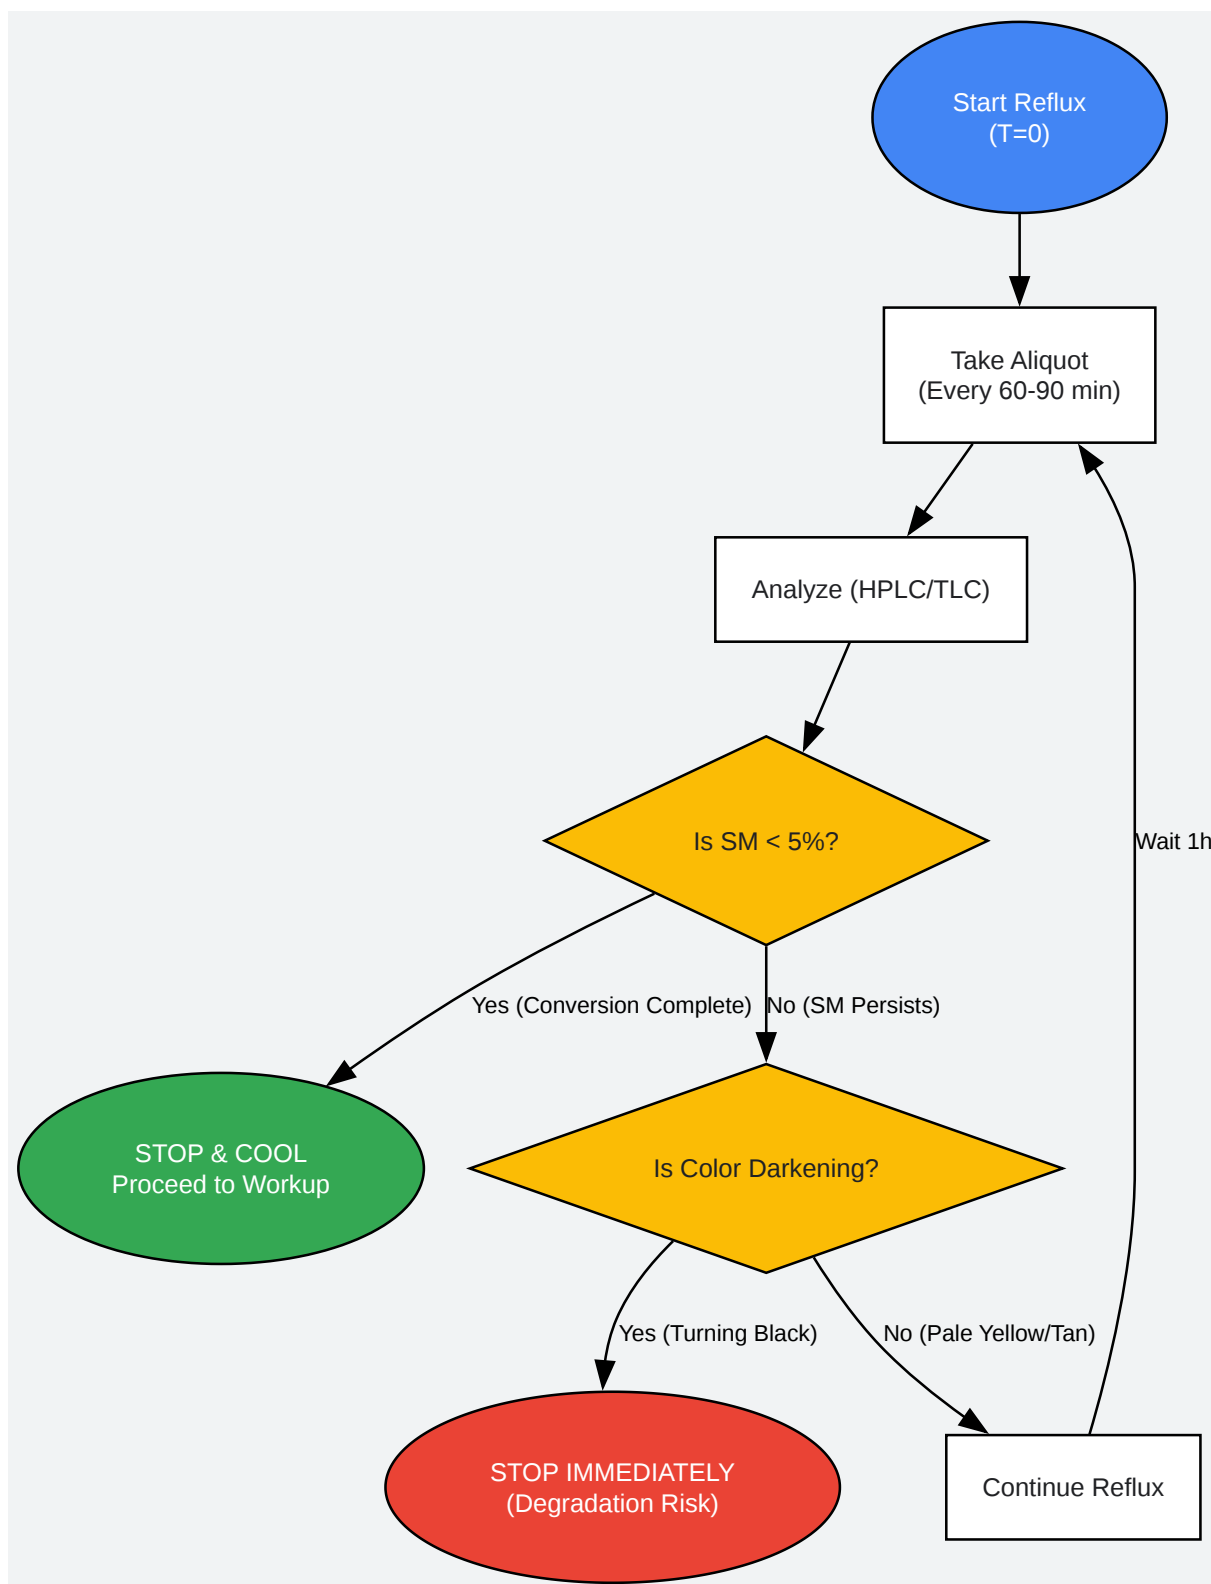 Start Reflux
(T=0)
Take Aliquot
(Every 60-90 min)
Analyze (HPLC/TLC)
Is SM < 5%?
Wait 1h
Yes (Conversion Complete)
No (SM Persists)
STOP & COOL
Proceed to Workup
Is Color Darkening?
Yes (Turning Black)
No (Pale Yellow/Tan)
STOP IMMEDIATELY
(Degradation Risk)
Continue Reflux